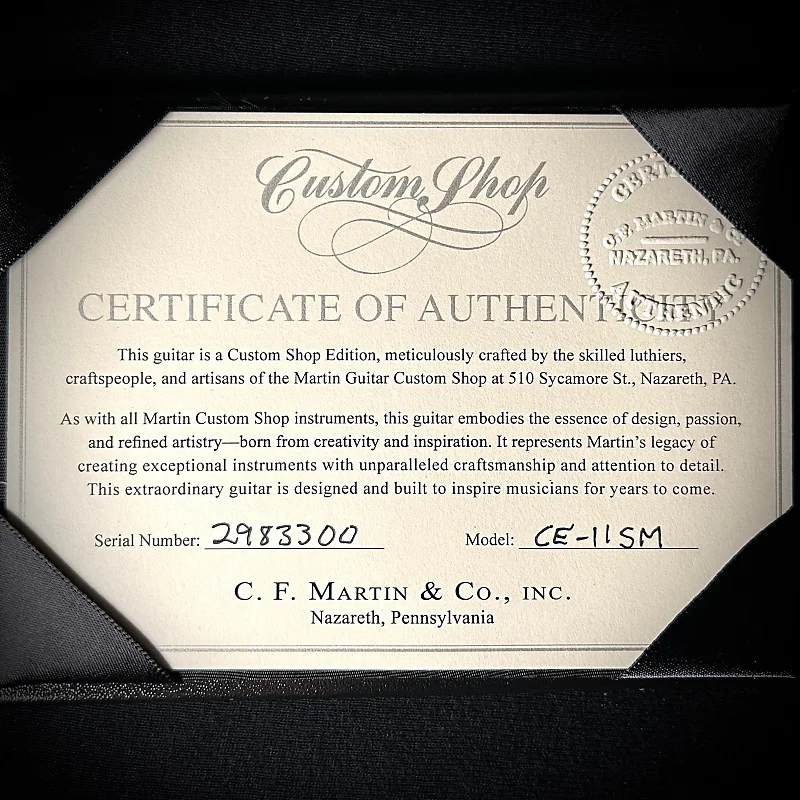 Custom Shop
CERTIFIED
C.F. MARTIN & CO.
NAZARETH, PA.
AUTHENTIC
CERTIFICATE OF AUTHENTICITY
This guitar is a Custom Shop Edition, meticulously crafted by the skilled luthiers,
craftspeople, and artisans of the Martin Guitar Custom Shop at 510 Sycamore St., Nazareth, PA.
As with all Martin Custom Shop instruments, this guitar embodies the essence of design, passion,
and refined artistry—born from creativity and inspiration. It represents Martin's legacy of
creating exceptional instruments with unparalleled craftsmanship and attention to detail.
This extraordinary guitar is designed and built to inspire musicians for years to come.
Serial Number: 2983300 Model: CE-11SM
C. F. MARTIN & CO., INC.
Nazareth, Pennsylvania